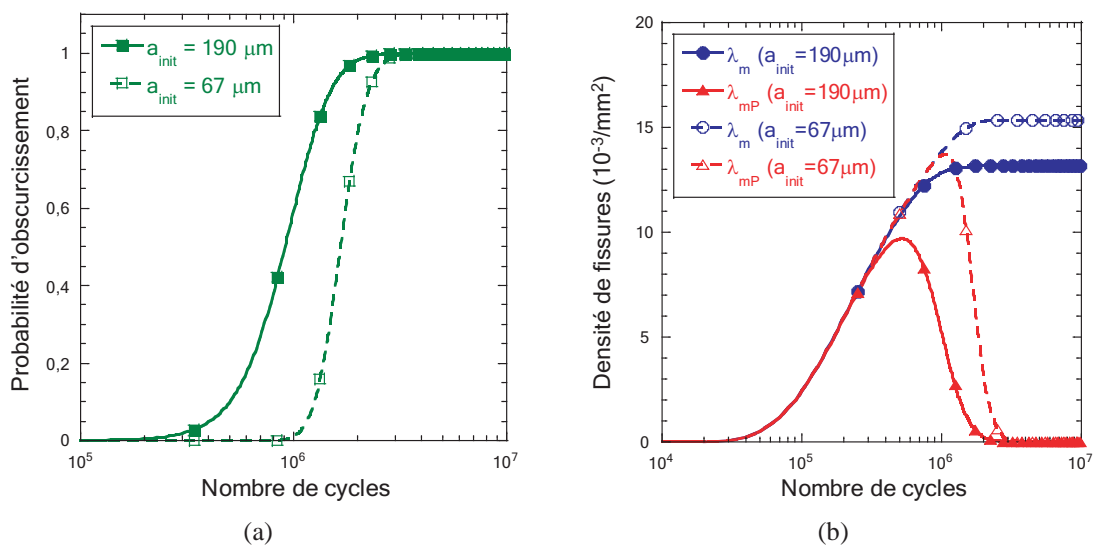 a_init = 190 µm
a_init = 67 µm
Probabilité d'obscurcissement
1
0,8
0,6
0,4
0,2
0
10^5
10^6
10^7
Nombre de cycles
(a)
λ_m (a_init=190µm)
λ_mP (a_init=190µm)
λ_m (a_init=67µm)
λ_mP (a_init=67µm)
Densité de fissures (10^-3/mm^2)
20
15
10
5
0
10^4
10^5
10^6
10^7
Nombre de cycles
(b)